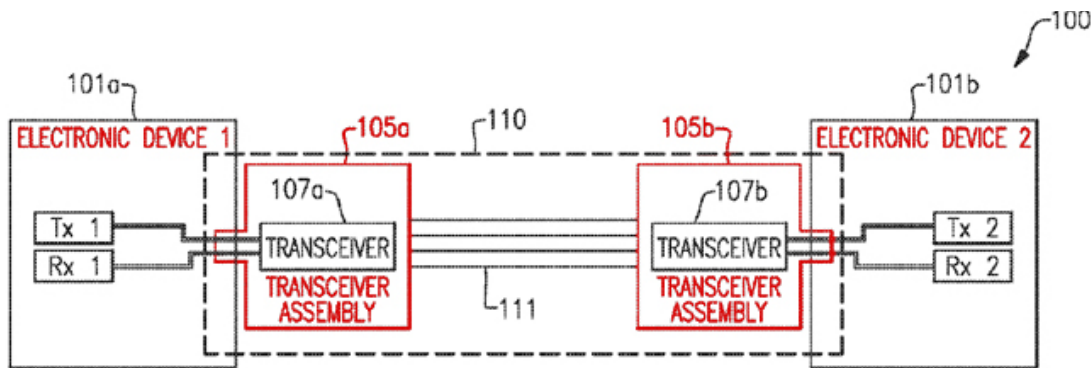 100
101a
101b
105a
110
105b
ELECTRONIC DEVICE 1
ELECTRONIC DEVICE 2
107a
107b
Tx 1
TRANSCEIVER
TRANSCEIVER
Tx 2
Rx 1
Rx 2
TRANSCEIVER
ASSEMBLY
111
TRANSCEIVER
ASSEMBLY